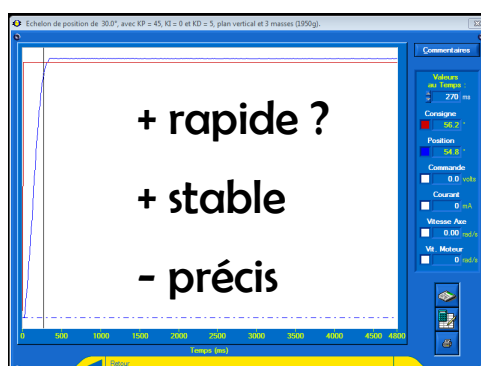 Echelon de position de 30.0°, avec KP = 45, KI = 0 et KD = 5, plan vertical et 3 masses (1950g).
Commentaires
Valeurs
au Temps :
270 ms
Consigne
56.2 °
Position
54.8 °
Commande
0.0 volts
Courant
0 mA
Vitesse Axe
0.00 rad/s
Vit. Moteur
0 rad/s
+ rapide ?
+ stable
- précis
0 500 1000 1500 2000 2500 3000 3500 4000 4500 4800
Temps (ms)
Retour